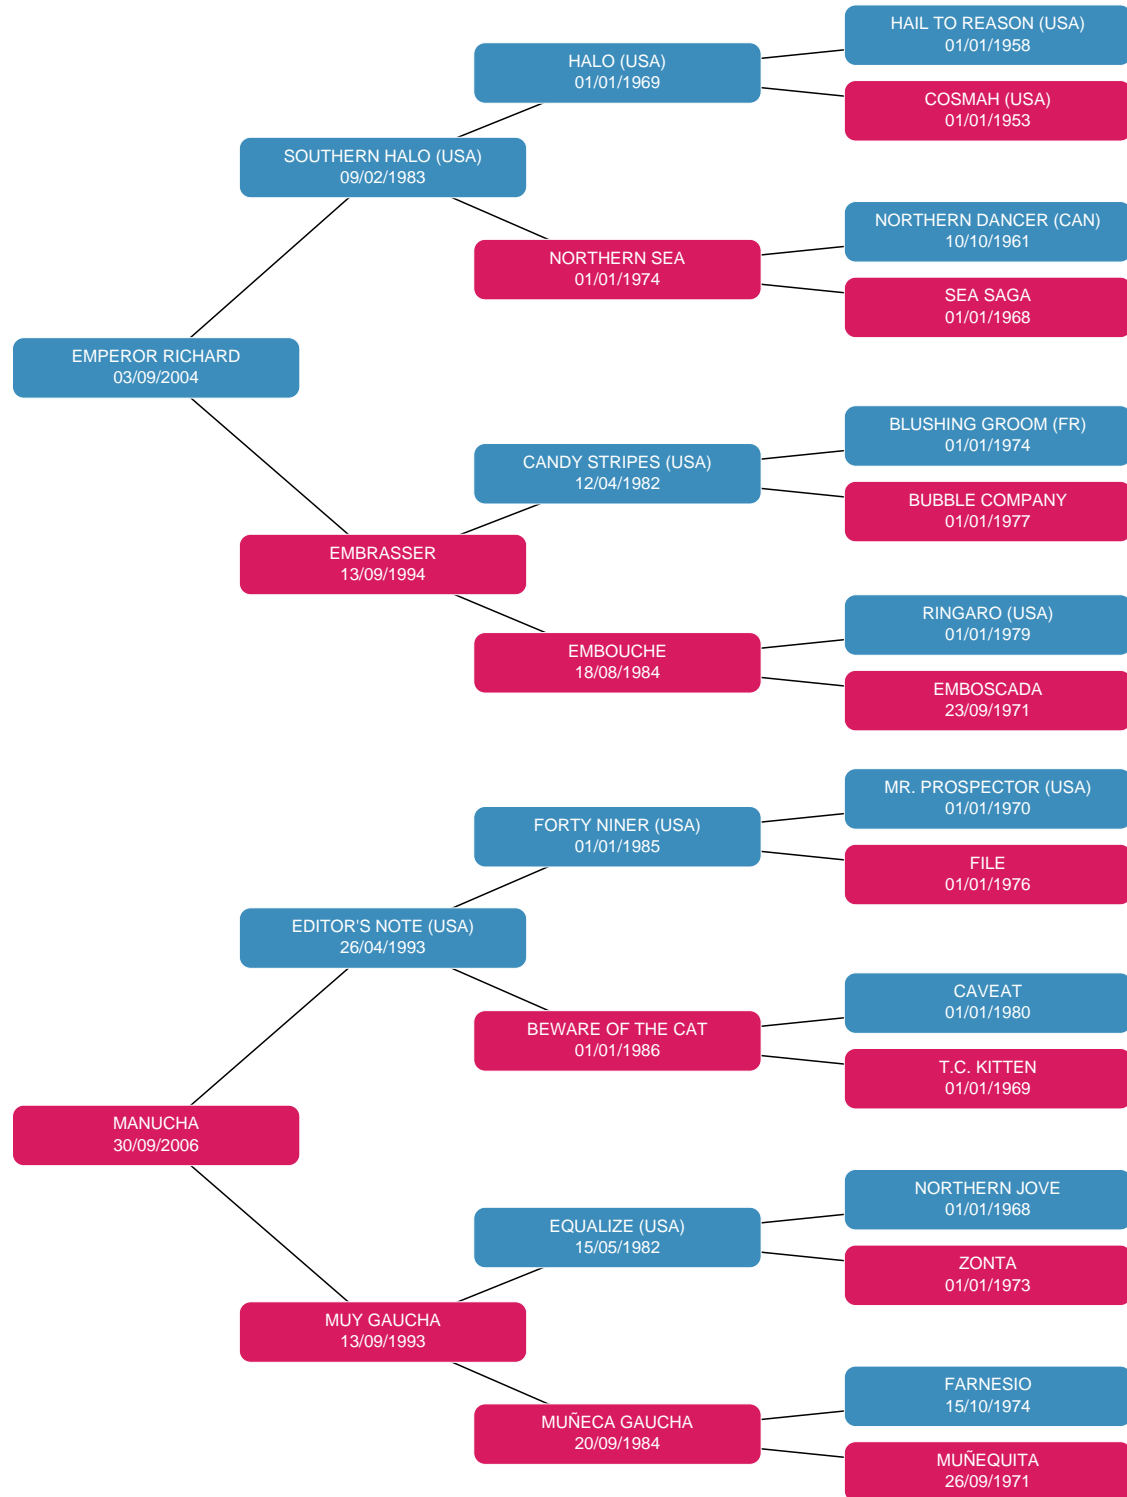 HAIL TO REASON (USA)
01/01/1958
HALO (USA)
01/01/1969
COSMAH (USA)
01/01/1953
SOUTHERN HALO (USA)
09/02/1983
NORTHERN DANCER (CAN)
10/10/1961
NORTHERN SEA
01/01/1974
SEA SAGA
01/01/1968
EMPEROR RICHARD
03/09/2004
BLUSHING GROOM (FR)
01/01/1974
CANDY STRIPES (USA)
12/04/1982
BUBBLE COMPANY
01/01/1977
EMBRASSER
13/09/1994
RINGARO (USA)
01/01/1979
EMBOUCHE
18/08/1984
EMBOSCADA
23/09/1971
MR. PROSPECTOR (USA)
01/01/1970
FORTY NINER (USA)
01/01/1985
FILE
01/01/1976
EDITOR'S NOTE (USA)
26/04/1993
CAVEAT
01/01/1980
BEWARE OF THE CAT
01/01/1986
T.C. KITTEN
01/01/1969
MANUCHA
30/09/2006
NORTHERN JOVE
01/01/1968
EQUALIZE (USA)
15/05/1982
ZONTA
01/01/1973
MUY GAUCHA
13/09/1993
FARNESIO
15/10/1974
MUÑECA GAUCHA
20/09/1984
MUÑEQUITA
26/09/1971